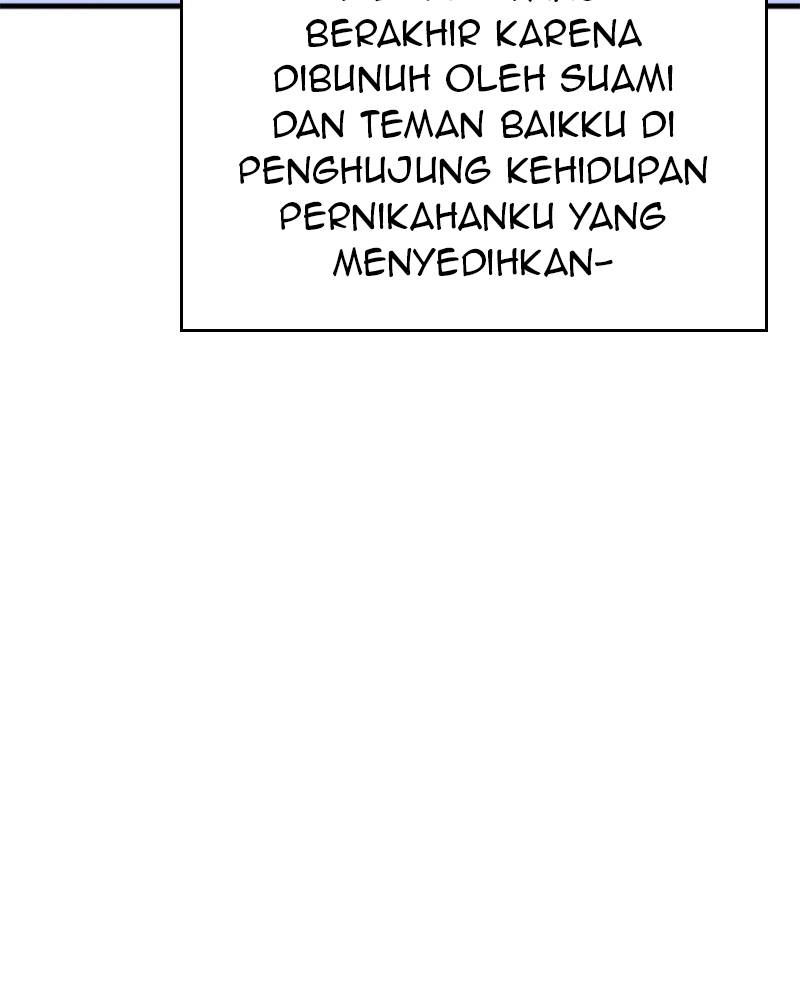 BERAKHIR KARENA
DIBUNUH OLEH SUAMI
DAN TEMAN BAIKKU DI
PENGHUJUNG KEHIDUPAN
PERNIKAHANKU YANG
MENYEDIHKAN-